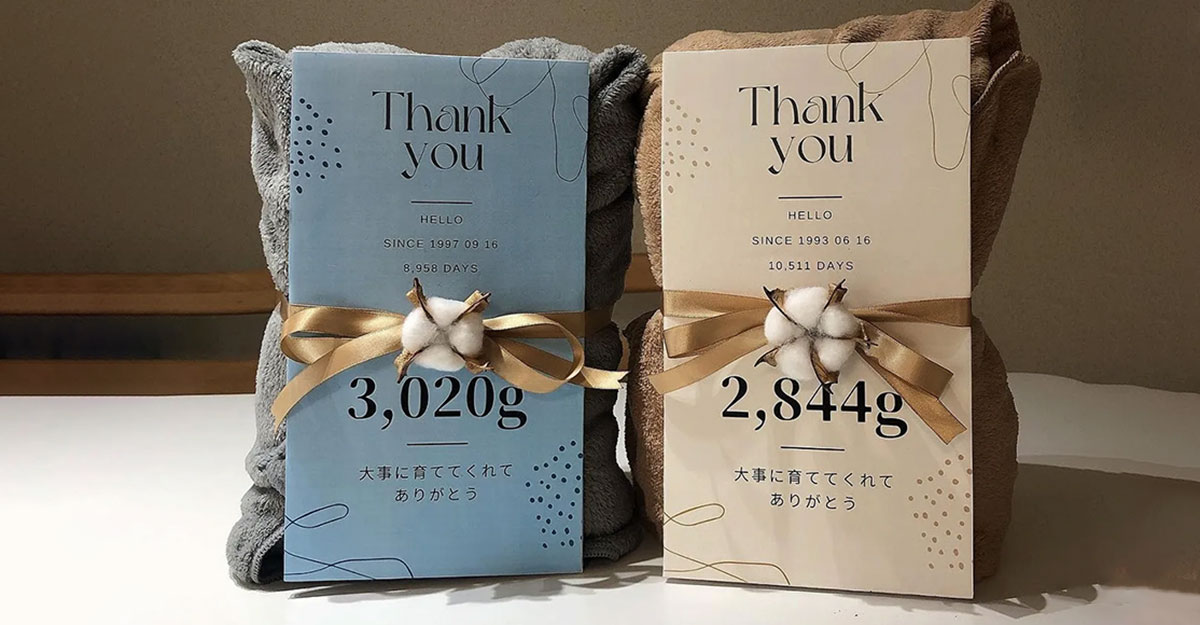 Thank
you
HELLO
SINCE 1997 09 16
8,958 DAYS
3,020g
大事に育ててくれて
ありがとう
Thank
you
HELLO
SINCE 1993 06 16
10,511 DAYS
2,844g
大事に育ててくれて
ありがとう